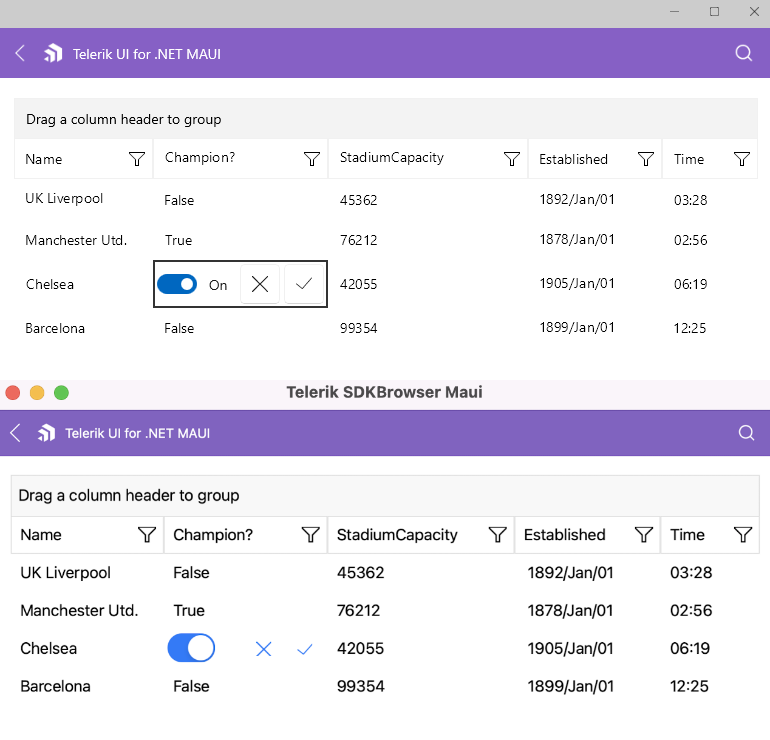 Telerik UI for .NET MAUI
Drag a column header to group
Name Champion? StadiumCapacity Established Time
UK Liverpool False 45362 1892/Jan/01 03:28
Manchester Utd. True 76212 1878/Jan/01 02:56
Chelsea On 42055 1905/Jan/01 06:19
Barcelona False 99354 1899/Jan/01 12:25
Telerik SDKBrowser Maui
Telerik UI for .NET MAUI
Drag a column header to group
Name Champion? StadiumCapacity Established Time
UK Liverpool False 45362 1892/Jan/01 03:28
Manchester Utd. True 76212 1878/Jan/01 02:56
Chelsea 42055 1905/Jan/01 06:19
Barcelona False 99354 1899/Jan/01 12:25